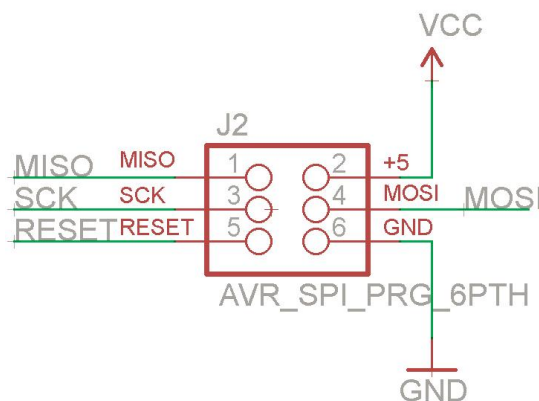 VCC
J2
MISO MISO 1 2 +5
SCK SCK 3 4 MOSI MOSI
RESET RESET 5 6 GND
AVR_SPI_PRG_6PTH
GND